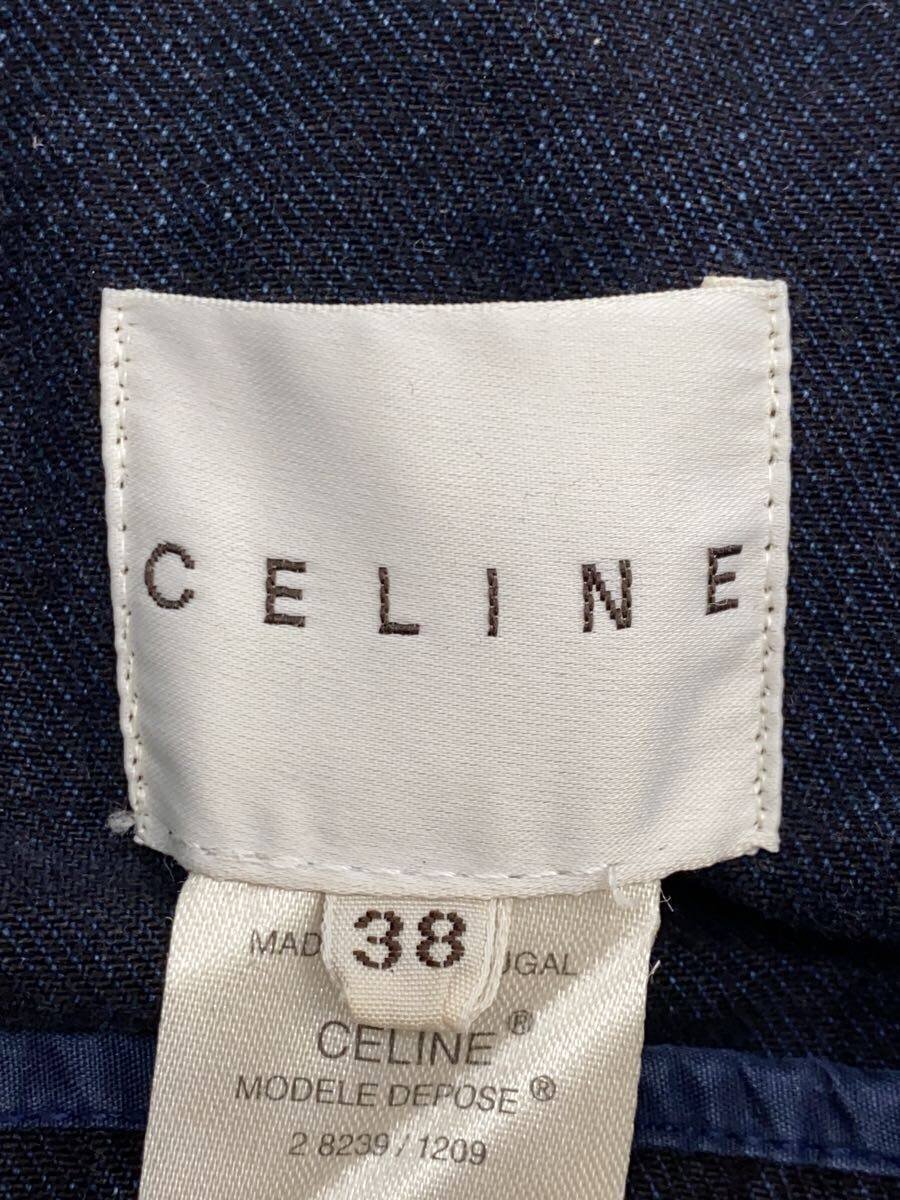 CELINE
38
MAD UGAL
CELINE®
MODELE DEPOSE®
2 8239 / 1209